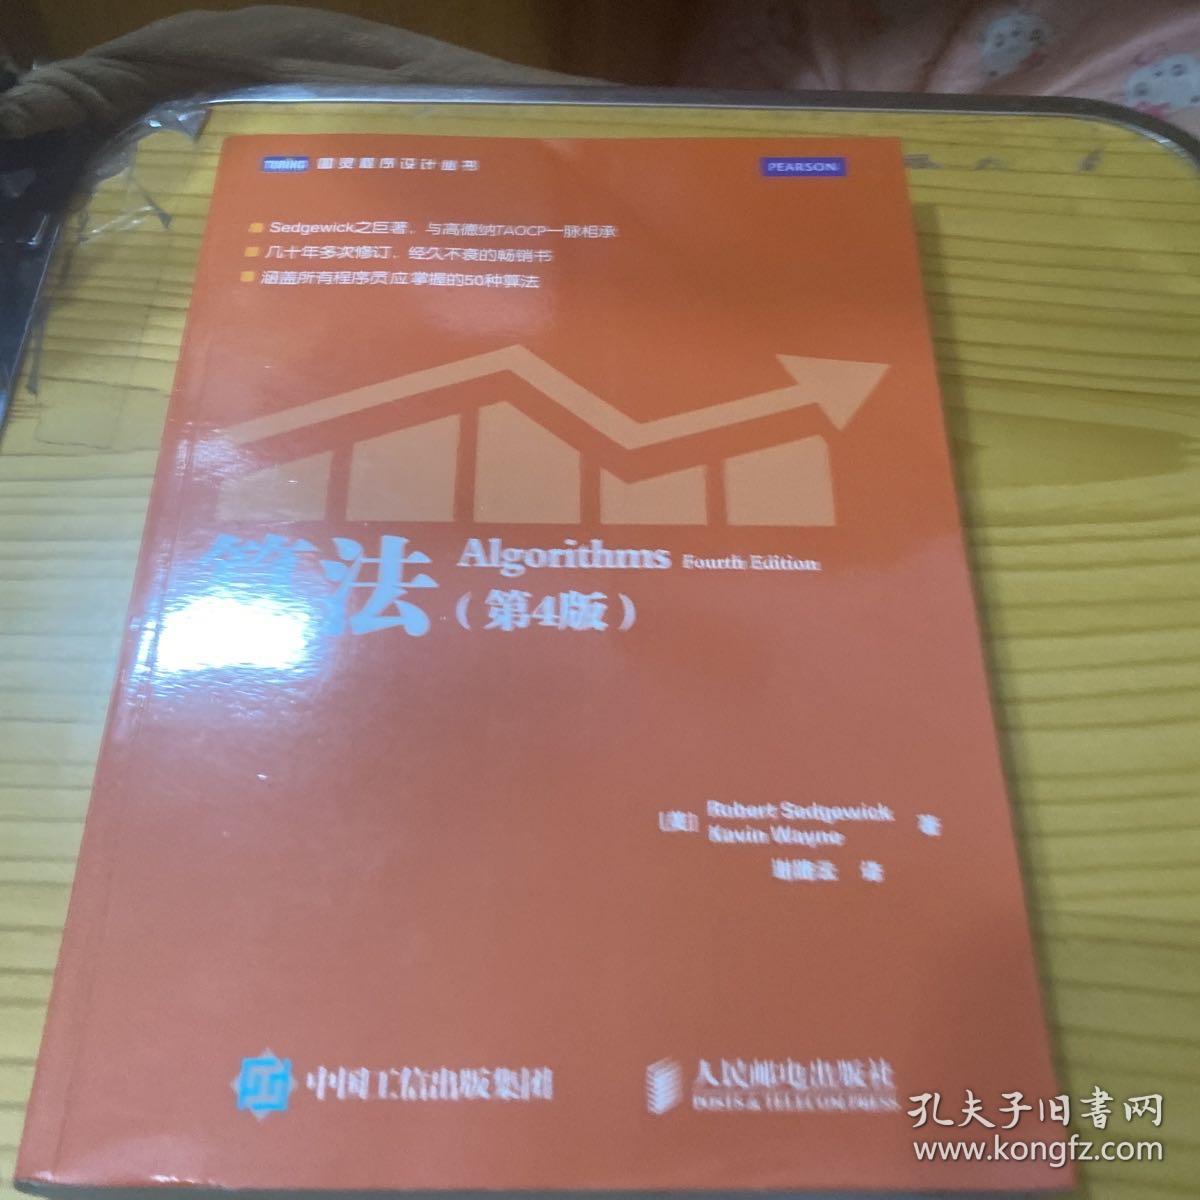 TURING 图灵程序设计丛书
PEARSON
Sedgewick之巨著，与高德纳TAOCP一脉相承
几十年多次修订，经久不衰的畅销书
涵盖所有程序员应掌握的50种算法
算法
Algorithms Fourth Edition
（第4版）
[美] Robert Sedgewick
Kevin Wayne 著
谢路云 译
中国工信出版集团
人民邮电出版社
POSTS & TELECOM PRESS
孔夫子旧书网
www.kongfz.com